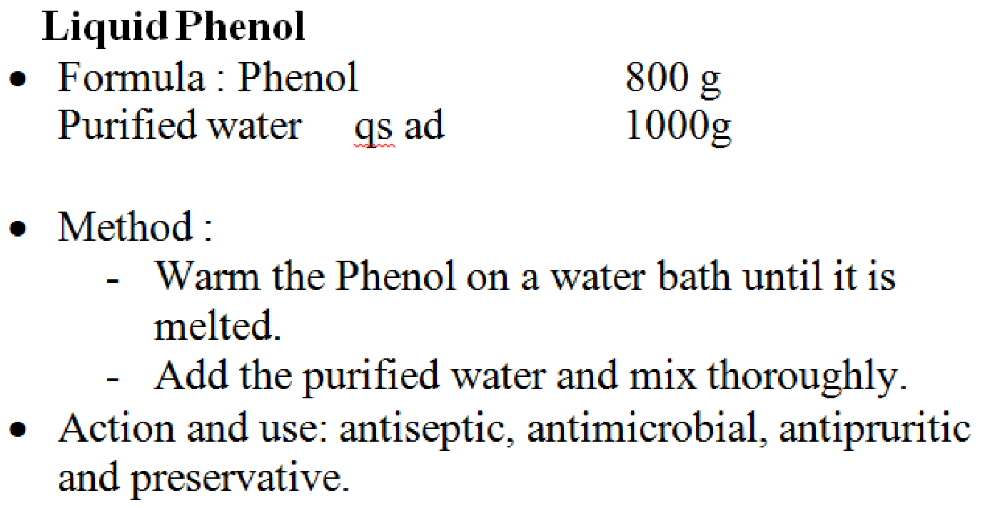 Liquid Phenol
• Formula : Phenol 800 g
Purified water qs ad 1000g
• Method :
- Warm the Phenol on a water bath until it is
melted.
- Add the purified water and mix thoroughly.
• Action and use: antiseptic, antimicrobial, antipruritic
and preservative.